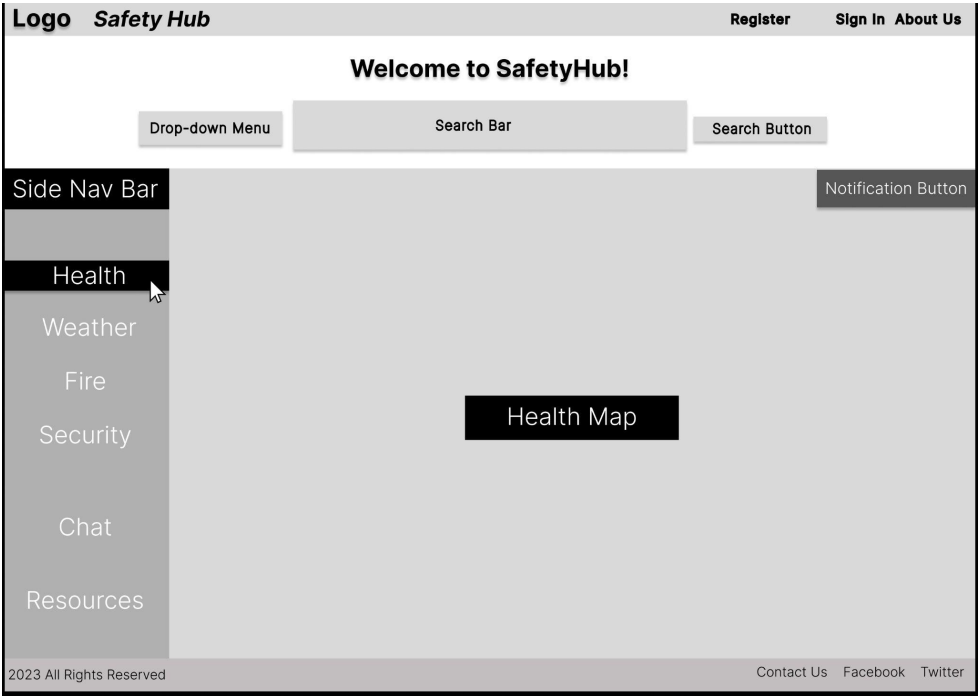 Logo Safety Hub Register Sign In About Us
Welcome to SafetyHub!
Drop-down Menu Search Bar Search Button
Side Nav Bar Notification Button
Health
Weather
Fire
Security
Health Map
Chat
Resources
2023 All Rights Reserved Contact Us Facebook Twitter